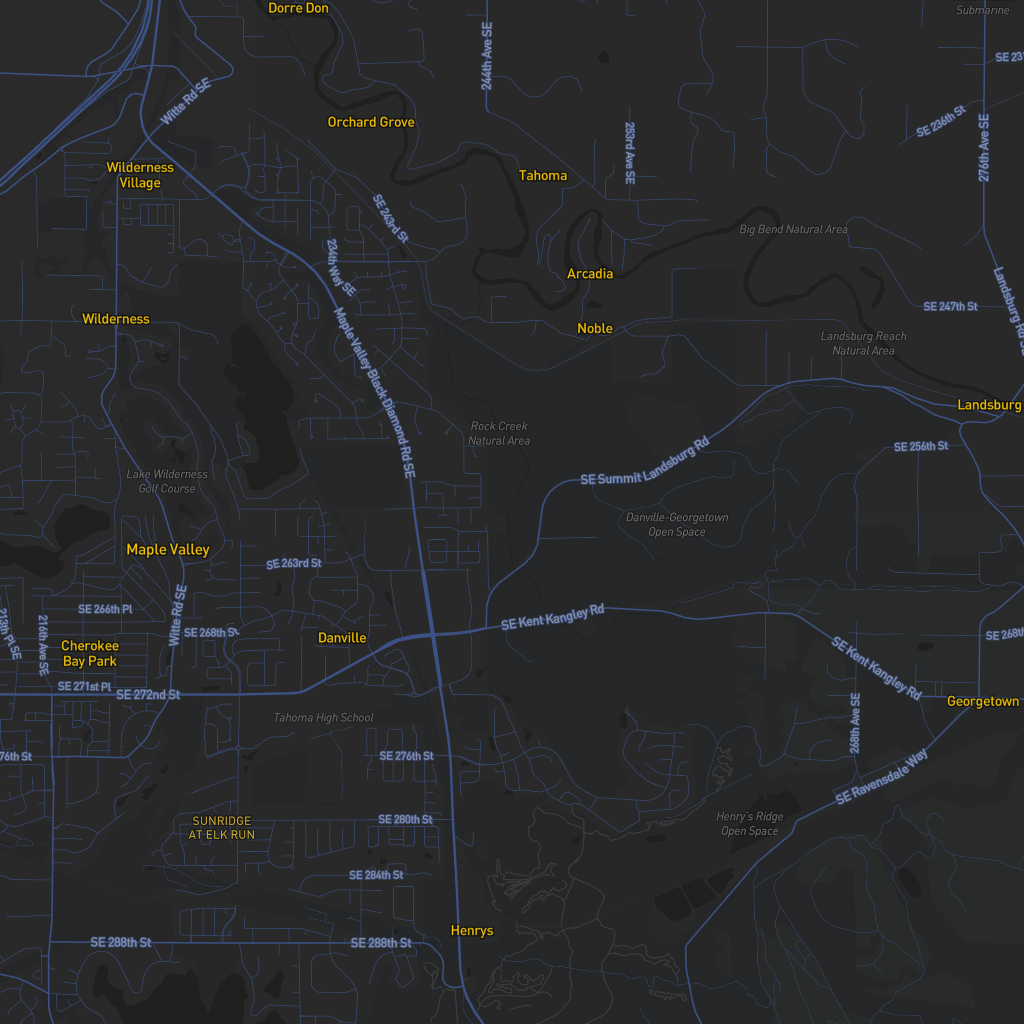 Dorre Don
Submarine
244th Ave SE
SE 23
Witte Rd SE
Orchard Grove
SE 236th St
253rd Ave SE
276th Ave SE
Wilderness
Village
Tahoma
SE 243rd St
Big Bend Natural Area
234th Way SE
Arcadia
Landsburg Rd S
SE 247th St
Wilderness
Noble
Maple Valley Black Diamond Rd SE
Landsburg Reach
Natural Area
Landsburg
Rock Creek
Natural Area
SE 256th St
SE Summit Landsburg Rd
Lake Wilderness
Golf Course
Danville-Georgetown
Open Space
Maple Valley
SE 263rd St
SE 266th Pl
Witte Rd SE
213th Pl SE
216th Ave SE
SE 268th St
SE Kent Kangley Rd
Danville
SE 268th
Cherokee
Bay Park
SE Kent Kangley Rd
SE 271st Pl
SE 272nd St
Georgetown
Tahoma High School
268th Ave SE
76th St
SE 276th St
SE Ravensdale Way
SUNRIDGE
AT ELK RUN
SE 280th St
Henry's Ridge
Open Space
SE 284th St
Henrys
SE 288th St
SE 288th St